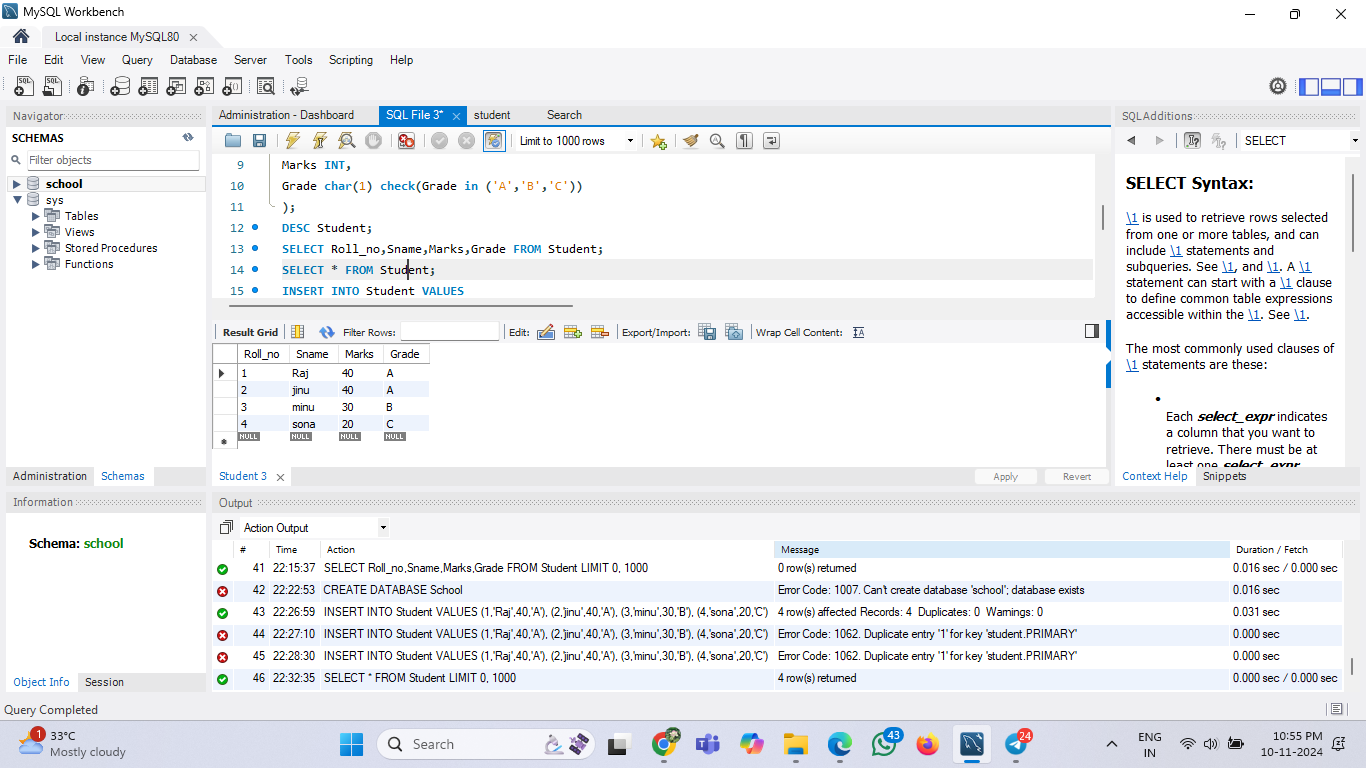 MySQL Workbench
Local instance MySQL80
File Edit View Query Database Server Tools Scripting Help
Navigator
SCHEMAS
Filter objects
school
sys
Tables
Views
Stored Procedures
Functions
Administration Schemas
Information
Schema: school
Object Info Session
Administration - Dashboard SQL File 3* student Search
Limit to 1000 rows
9 Marks INT,
10 Grade char(1) check(Grade in ('A','B','C'))
11 );
12 DESC Student;
13 SELECT Roll_no,Sname,Marks,Grade FROM Student;
14 SELECT * FROM Student;
15 INSERT INTO Student VALUES
Result Grid Filter Rows: Edit: Export/Import: Wrap Cell Content: IA
Roll_no Sname Marks Grade
1 Raj 40 A
2 jinu 40 A
3 minu 30 B
4 sona 20 C
NULL NULL NULL NULL
Student 3 Apply Revert
SQLAdditions
SELECT
SELECT Syntax:
\1 is used to retrieve rows selected
from one or more tables, and can
include \1 statements and
subqueries. See \1, and \1. A \1
statement can start with a \1 clause
to define common table expressions
accessible within the \1. See \1.
The most commonly used clauses of
\1 statements are these:
• 
Each select_expr indicates
a column that you want to
retrieve. There must be at
least one select_expr
Context Help Snippets
Output
Action Output
# Time Action Message Duration / Fetch
41 22:15:37 SELECT Roll_no,Sname,Marks,Grade FROM Student LIMIT 0, 1000 0 row(s) returned 0.016 sec / 0.000 sec
42 22:22:53 CREATE DATABASE School Error Code: 1007. Can't create database 'school'; database exists 0.016 sec
43 22:26:59 INSERT INTO Student VALUES (1,'Raj',40,'A'), (2,'jinu',40,'A'), (3,'minu',30,'B'), (4,'sona',20,'C') 4 row(s) affected Records: 4 Duplicates: 0 Warnings: 0 0.031 sec
44 22:27:10 INSERT INTO Student VALUES (1,'Raj',40,'A'), (2,'jinu',40,'A'), (3,'minu',30,'B'), (4,'sona',20,'C') Error Code: 1062. Duplicate entry '1' for key 'student.PRIMARY' 0.000 sec
45 22:28:30 INSERT INTO Student VALUES (1,'Raj',40,'A'), (2,'jinu',40,'A'), (3,'minu',30,'B'), (4,'sona',20,'C') Error Code: 1062. Duplicate entry '1' for key 'student.PRIMARY' 0.000 sec
46 22:32:35 SELECT * FROM Student LIMIT 0, 1000 4 row(s) returned 0.000 sec / 0.000 sec
Query Completed
1
33°C
Mostly cloudy
Search
43
24
ENG
IN
10:55 PM
10-11-2024